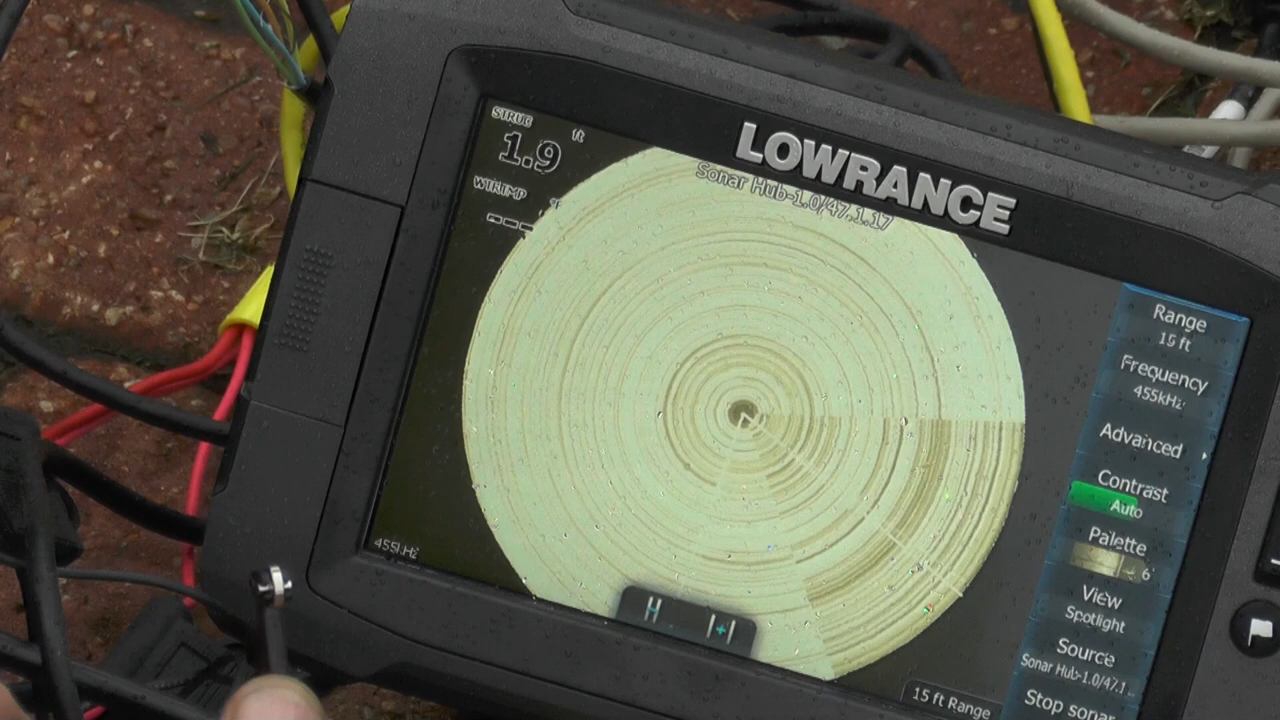 LOWRANCE
ft
1.9
WTRTMP
Sonar Hub-1.0/47.1.17
Range
15 ft
Frequency
455kHz
Advanced
Contrast
Auto
Palette
6
View
Spotlight
Source
Sonar Hub-1.0/47.1...
Stop sonar
455kHz
15 ft Range